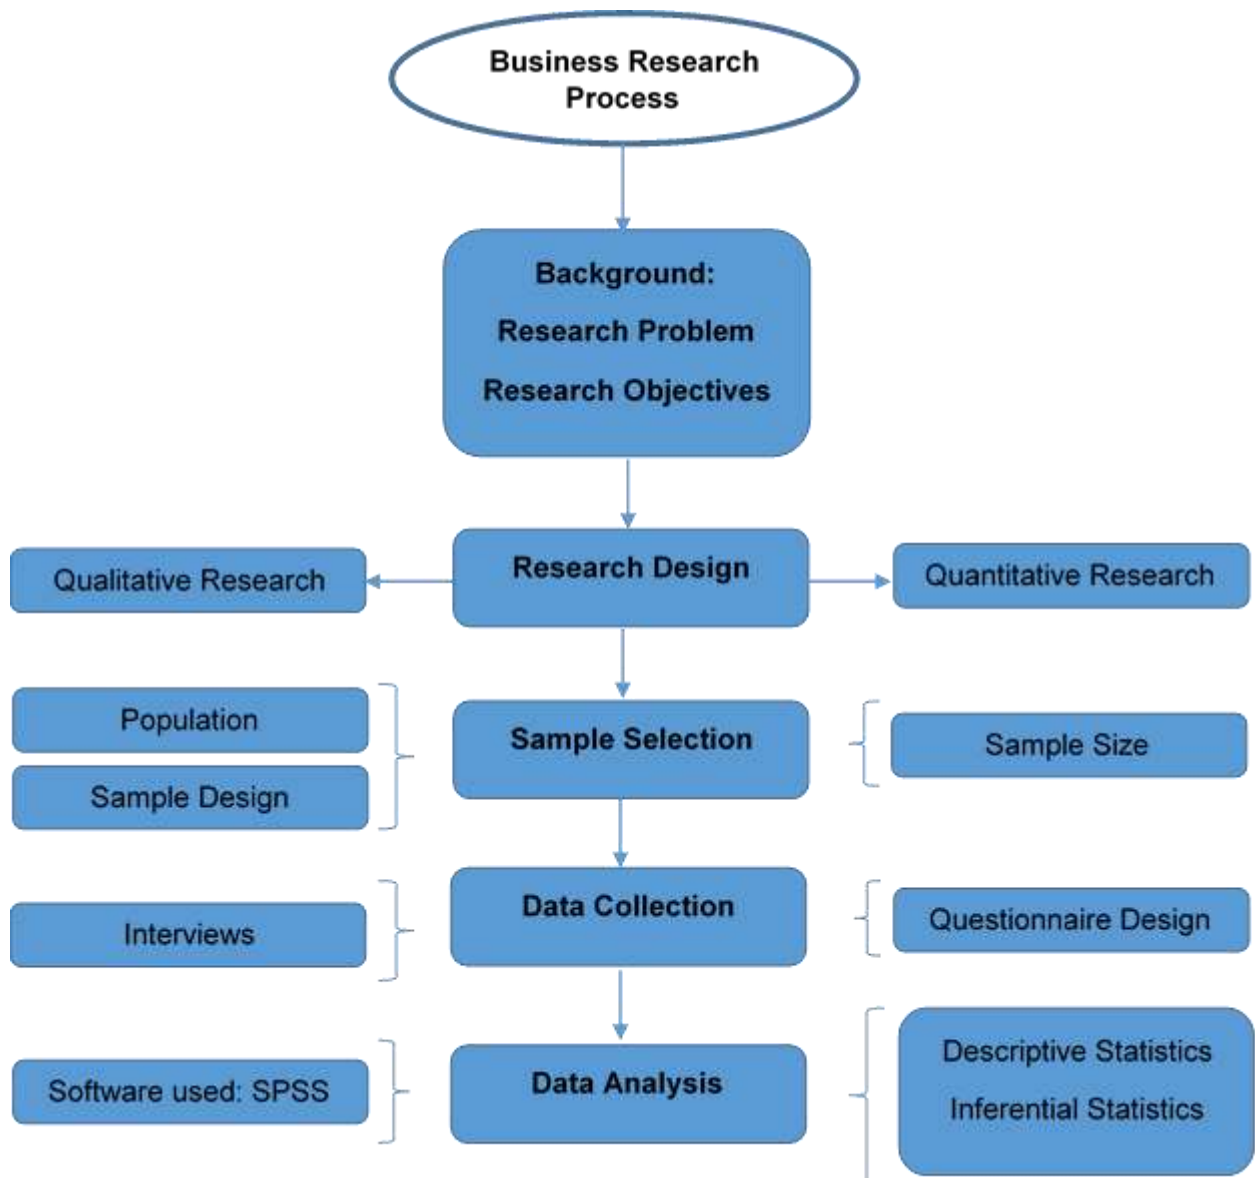 Business Research
Process
Background:
Research Problem
Research Objectives
Qualitative Research
Research Design
Quantitative Research
Population
Sample Design
Sample Selection
Sample Size
Interviews
Data Collection
Questionnaire Design
Software used: SPSS
Data Analysis
Descriptive Statistics
Inferential Statistics